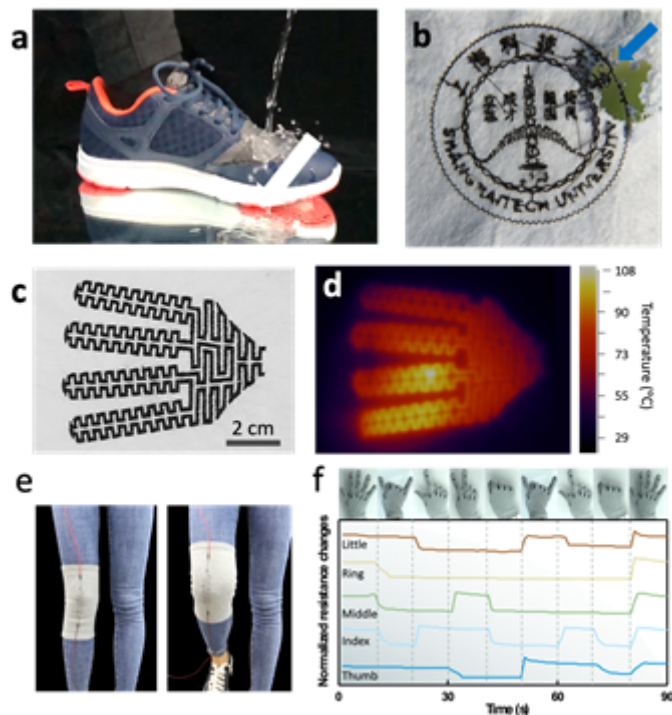 a
b
上海科技大
SHANGHAITECH UNIVERSITY
c
2 cm
d
108
90
73
55
29
Temperature (°C)
e
f
Normalized resistance changes
Little
Ring
Middle
Index
Thumb
0
30
60
90
Time (s)